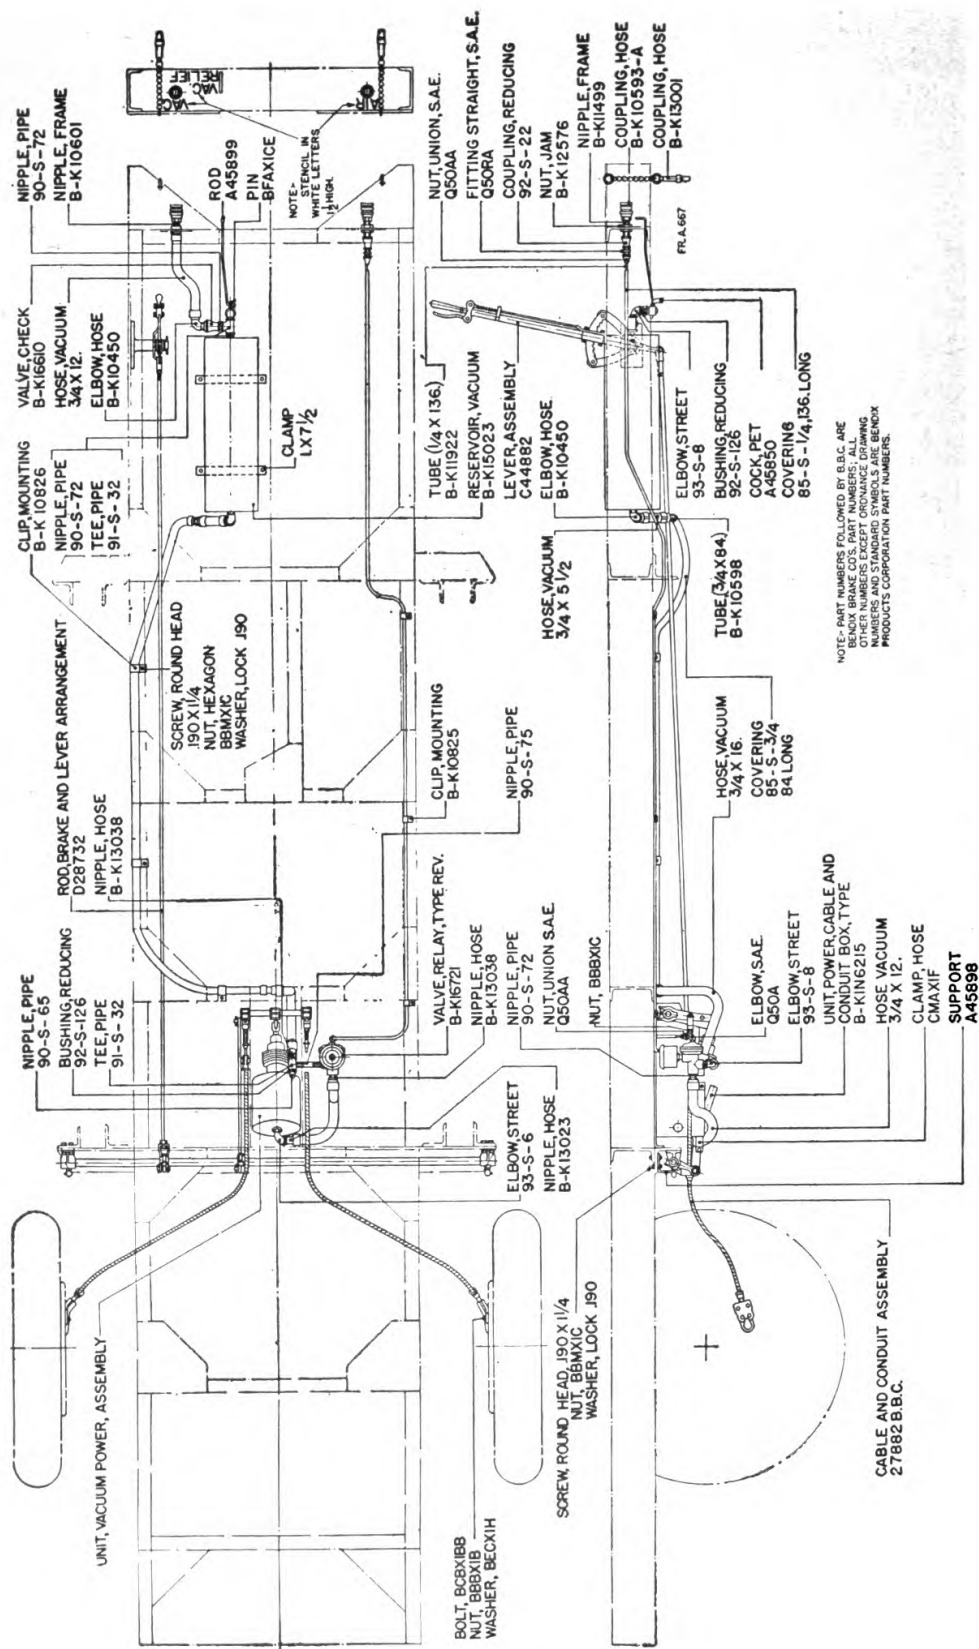 NIPPLE, PIPE
90-S-72
NIPPLE, FRAME
B-K10601
VAC
VAC
RELIEF
AIR
ROD
A45899
PIN
BFAXICE
NOTE:-
STENCIL IN
WHITE LETTERS
1/2 HIGH.
VALVE, CHECK
B-K16610
HOSE, VACUUM
3/4 X 12.
ELBOW, HOSE
B-K10450
CLIP, MOUNTING
B-K 10826
NIPPLE, PIPE
90-S-72
TEE, PIPE
91-S-32
CLAMP
1 X 7 1/2
ROD, BRAKE AND LEVER ARRANGEMENT
D28732
NIPPLE, HOSE
B-K13038
SCREW, ROUND HEAD
.190 X 1 1/4
NUT, HEXAGON
BBMXIC
WASHER, LOCK .190
NIPPLE, PIPE
90-S-65
BUSHING, REDUCING
92-S-126
TEE, PIPE
91-S-32
CLIP, MOUNTING
B-K10825
NIPPLE, PIPE
90-S-75
VALVE, RELAY, TYPE REV.
B-K16721
NIPPLE, HOSE
B-K13038
NIPPLE, PIPE
90-S-72
NUT, UNION S.A.E.
Q50AA
ELBOW, STREET
93-S-6
NIPPLE, HOSE
B-K13023
UNIT, VACUUM POWER, ASSEMBLY
BOLT, BCBXIBB
NUT, BBBXIB
WASHER, BECXIH
NUT, UNION, S.A.E.
Q50AA
FITTING STRAIGHT, S.A.E.
Q50RA
COUPLING, REDUCING
92-S-22
NUT, JAM
B-K12576
NIPPLE, FRAME
B-K11499
COUPLING, HOSE
B-K10593-A
COUPLING, HOSE
B-K13001
FR.A.667
TUBE (1/4 X 136.)
B-K11922
RESERVOIR, VACUUM
B-K15023
LEVER, ASSEMBLY
C44882
ELBOW, HOSE
B-K10450
ELBOW, STREET
93-S-8
BUSHING, REDUCING
92-S-126
COCK, PET
A45850
COVERING
85-S-1/4, 136. LONG
HOSE, VACUUM
3/4 X 5 1/2
TUBE, (3/4 X 84.)
B-K10598
NOTE:- PART NUMBERS FOLLOWED BY B.B.C. ARE
BENDIX BRAKE CO'S. PART NUMBERS; ALL
OTHER NUMBERS EXCEPT ORDNANCE DRAWING
NUMBERS AND STANDARD SYMBOLS ARE BENDIX
PRODUCTS CORPORATION PART NUMBERS.
HOSE, VACUUM
3/4 X 16.
COVERING
85-S-3/4
84. LONG
NUT, BBBXIC
ELBOW, S.A.E.
Q50A
ELBOW, STREET
93-S-8
UNIT, POWER, CABLE AND
CONDUIT BOX, TYPE
B-KIN6215
HOSE VACUUM
3/4 X 12.
CLAMP, HOSE
CMAXIF
SUPPORT
A45898
SCREW, ROUND HEAD, .190 X 1 1/4
NUT, BBMXIC
WASHER, LOCK .190
CABLE AND CONDUIT ASSEMBLY
27882 B.B.C.